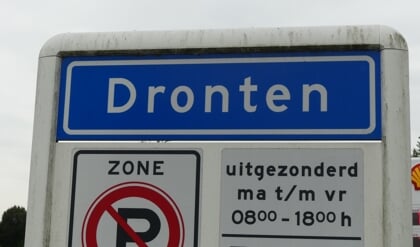 Dronten
ZONE
P
uitgezonderd
ma t/m vr
08⁰⁰ - 18⁰⁰ h